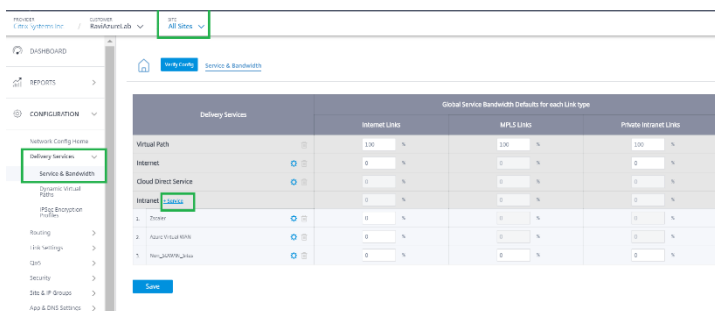 PROVIDER CUSTOMER SITE
Citrix Systems Inc / RaviAzureLab All Sites
DASHBOARD
REPORTS
CONFIGURATION
Network Config Home
Delivery Services
Service & Bandwidth
Dynamic Virtual
Paths
IPSec Encryption
Profiles
Routing
Link Settings
QoS
Security
Site & IP Groups
App & DNS Settings
Verify Config Service & Bandwidth
Delivery Services Global Service Bandwidth Defaults for each Link type
Internet Links MPLS Links Private Intranet Links
Virtual Path 100 % 100 % 100 %
Internet 0 % 0 % 0 %
Cloud Direct Service 0 % 0 % 0 %
Intranet + Service 0 % 0 % 0 %
1. Zscaler 0 % 0 % 0 %
2. Azure Virtual WAN 0 % 0 % 0 %
3. Non_SDWAN_Sites 0 % 0 % 0 %
Save